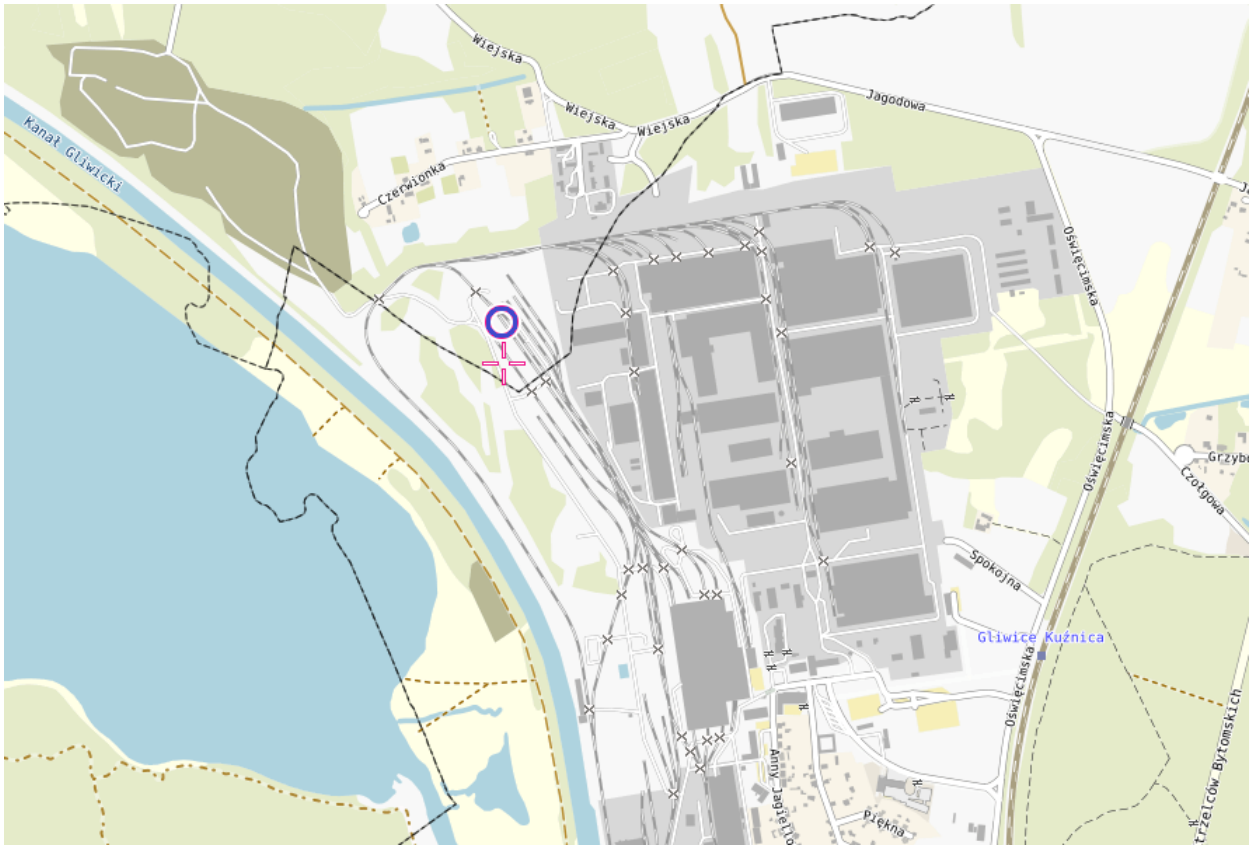 Wiejska
Wiejska
Wiejska
Jagodowa
Kanał Gliwicki
Czerwionka
Oświęcimska
Oświęcimska
Grzyb
Czołgowa
Spokojna
Gliwice Kuźnica
Oświęcimska
trzelców Bytomskich
Anny Jagiello
Piękna